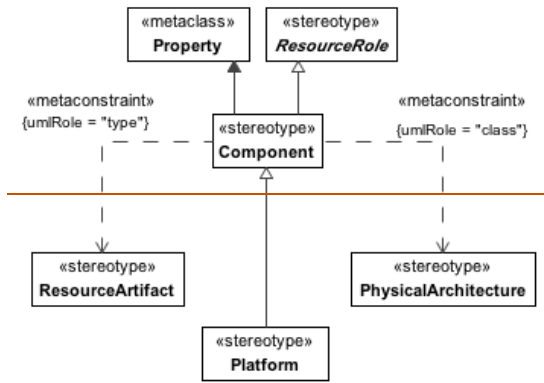 «metaclass»
Property
«stereotype»
ResourceRole
«metaconstraint»
{umlRole = "type"}
«metaconstraint»
{umlRole = "class"}
«stereotype»
Component
«stereotype»
ResourceArtifact
«stereotype»
PhysicalArchitecture
«stereotype»
Platform